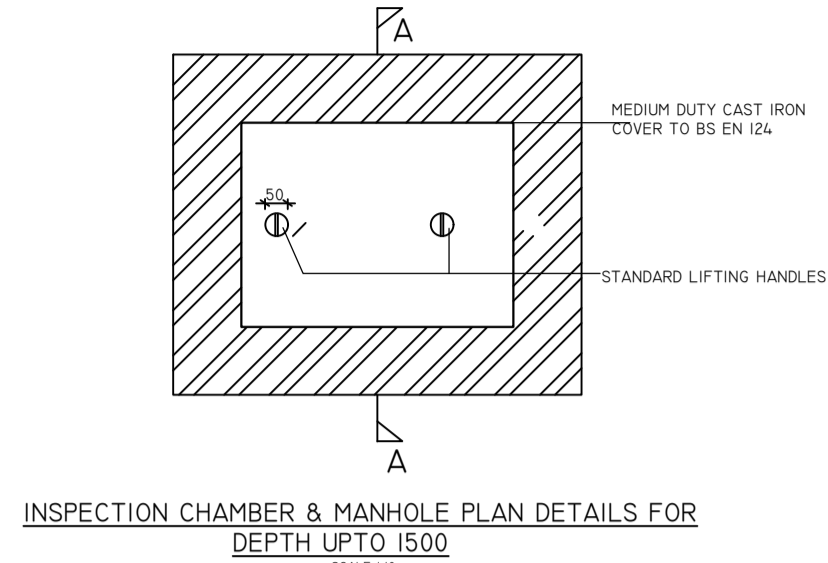 A
MEDIUM DUTY CAST IRON
COVER TO BS EN 124
50
STANDARD LIFTING HANDLES
A
INSPECTION CHAMBER & MANHOLE PLAN DETAILS FOR
DEPTH UPTO 1500